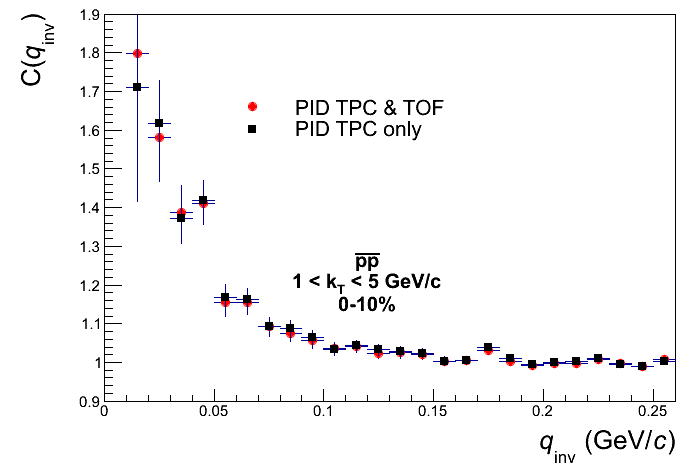 C(q_inv)
1.9
1.8
1.7
1.6
1.5
1.4
1.3
1.2
1.1
1
0.9
PID TPC & TOF
PID TPC only
p̅p̅
1 < k_T < 5 GeV/c
0-10%
0 0.05 0.1 0.15 0.2 0.25
q_inv (GeV/c)